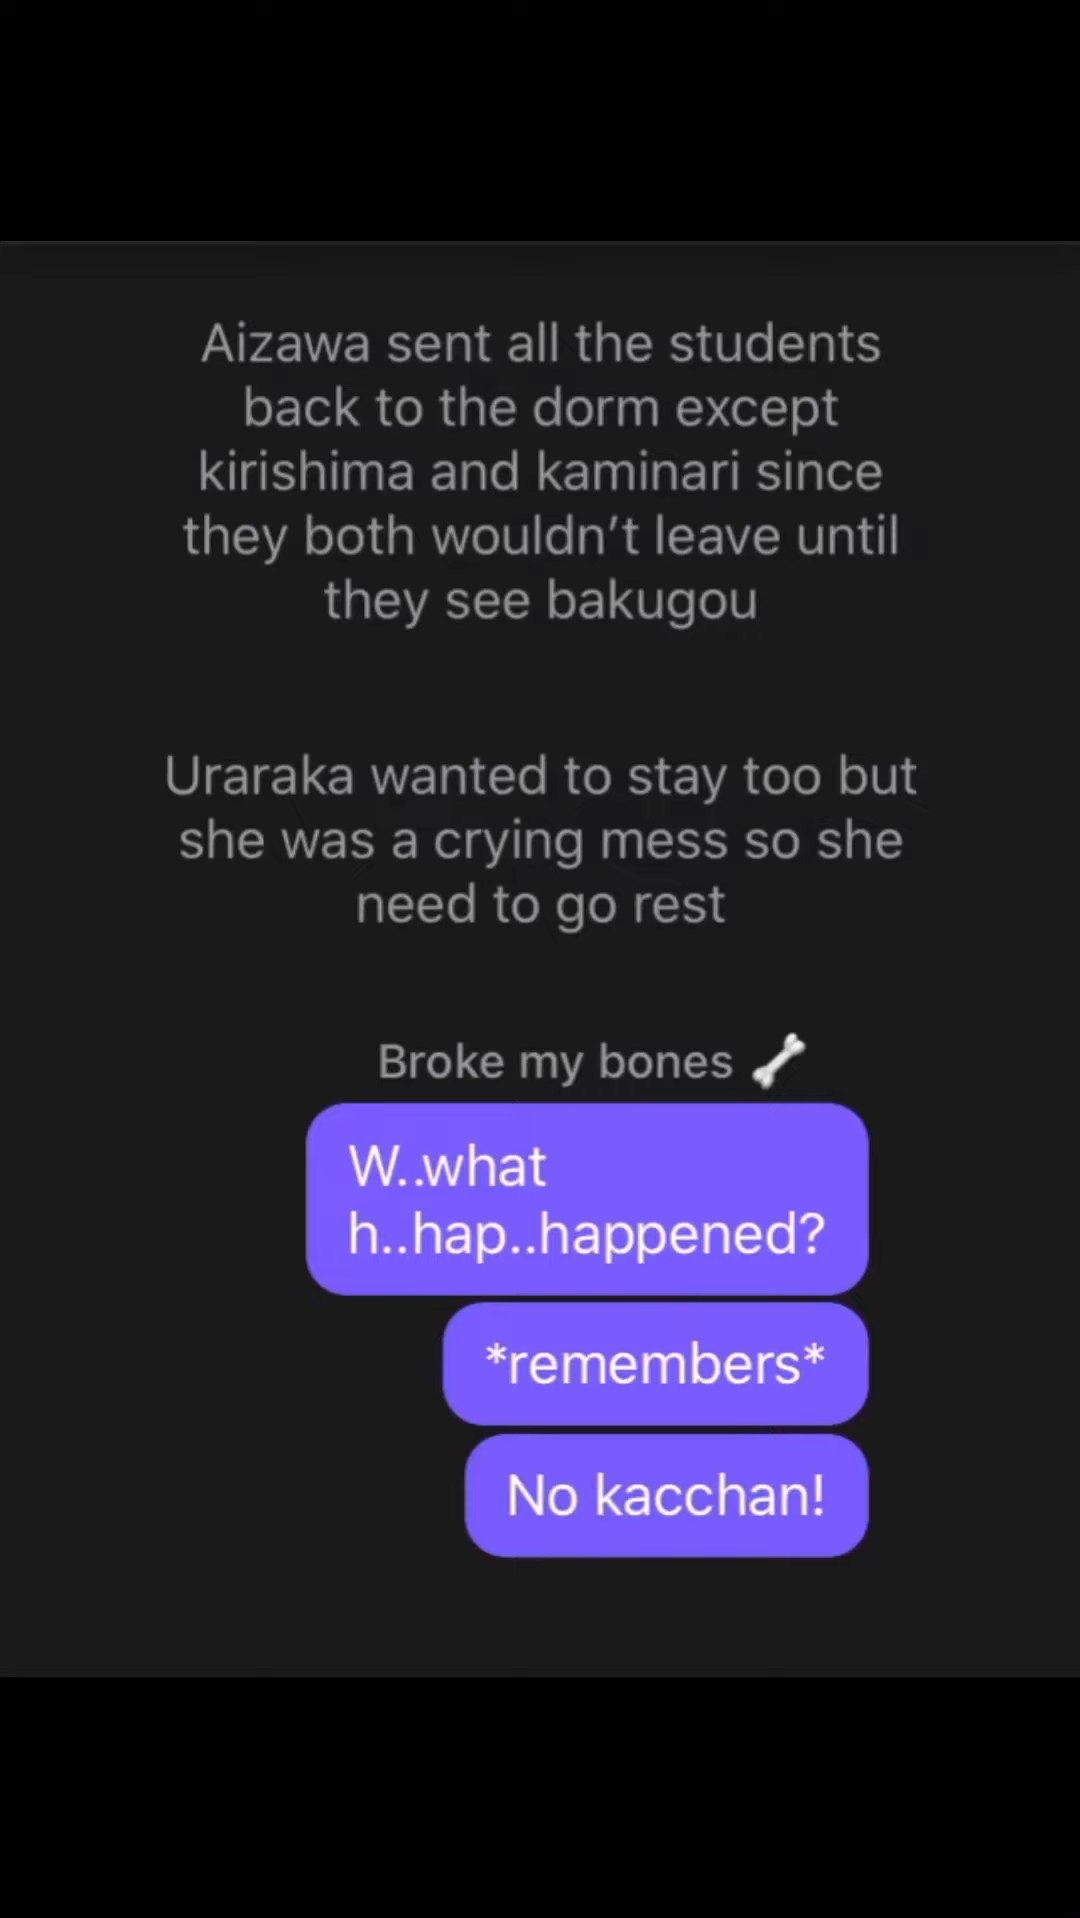 Aizawa sent all the students
back to the dorm except
kirishima and kaminari since
they both wouldn’t leave until
they see bakugou
Uraraka wanted to stay too but
she was a crying mess so she
need to go rest
Broke my bones 🦴
W..what
h..hap..happened?
*remembers*
No kacchan!